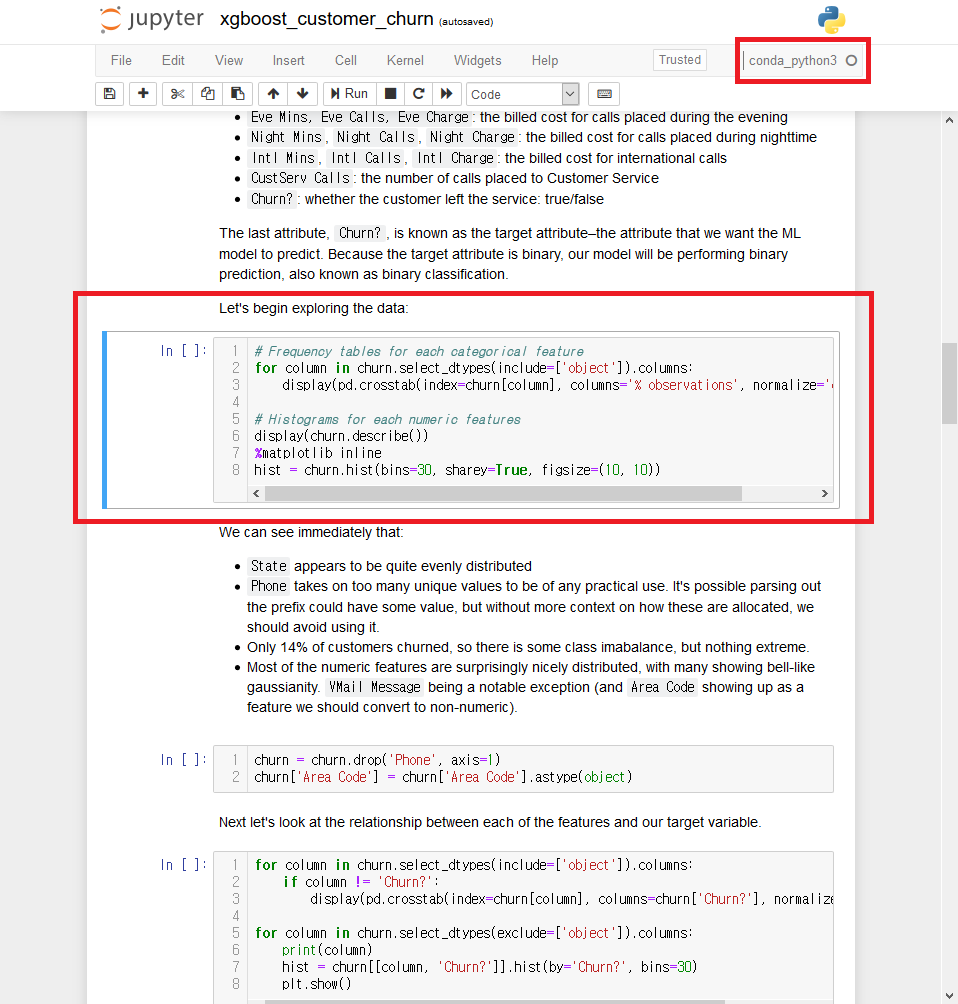 jupyter xgboost_customer_churn (autosaved)
File Edit View Insert Cell Kernel Widgets Help Trusted conda_python3
Run Code
Eve Mins, Eve Calls, Eve Charge: the billed cost for calls placed during the evening
Night Mins, Night Calls, Night Charge: the billed cost for calls placed during nighttime
Intl Mins, Intl Calls, Intl Charge: the billed cost for international calls
CustServ Calls: the number of calls placed to Customer Service
Churn?: whether the customer left the service: true/false
The last attribute, Churn?, is known as the target attribute–the attribute that we want the ML
model to predict. Because the target attribute is binary, our model will be performing binary
prediction, also known as binary classification.
Let's begin exploring the data:
In [ ]: 1 # Frequency tables for each categorical feature
2 for column in churn.select_dtypes(include=['object']).columns:
3 display(pd.crosstab(index=churn[column], columns='% observations', normalize='
4
5 # Histograms for each numeric features
6 display(churn.describe())
7 %matplotlib inline
8 hist = churn.hist(bins=30, sharey=True, figsize=(10, 10))
We can see immediately that:
State appears to be quite evenly distributed
Phone takes on too many unique values to be of any practical use. It's possible parsing out
the prefix could have some value, but without more context on how these are allocated, we
should avoid using it.
Only 14% of customers churned, so there is some class imabalance, but nothing extreme.
Most of the numeric features are surprisingly nicely distributed, with many showing bell-like
gaussianity. VMail Message being a notable exception (and Area Code showing up as a
feature we should convert to non-numeric).
In [ ]: 1 churn = churn.drop('Phone', axis=1)
2 churn['Area Code'] = churn['Area Code'].astype(object)
Next let's look at the relationship between each of the features and our target variable.
In [ ]: 1 for column in churn.select_dtypes(include=['object']).columns:
2 if column != 'Churn?':
3 display(pd.crosstab(index=churn[column], columns=churn['Churn?'], normalize
4
5 for column in churn.select_dtypes(exclude=['object']).columns:
6 print(column)
7 hist = churn[[column, 'Churn?']].hist(by='Churn?', bins=30)
8 plt.show()